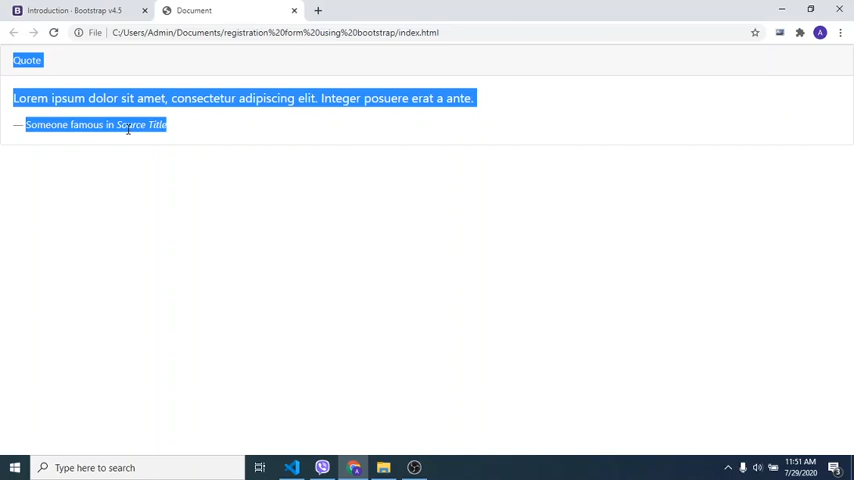 Introduction · Bootstrap v4.5
Document
File
C:/Users/Admin/Documents/registration%20form%20using%20bootstrap/index.html
A
Quote
Lorem ipsum dolor sit amet, consectetur adipiscing elit. Integer posuere erat a ante.
— Someone famous in Source Title
Type here to search
11:51 AM
7/29/2020
3